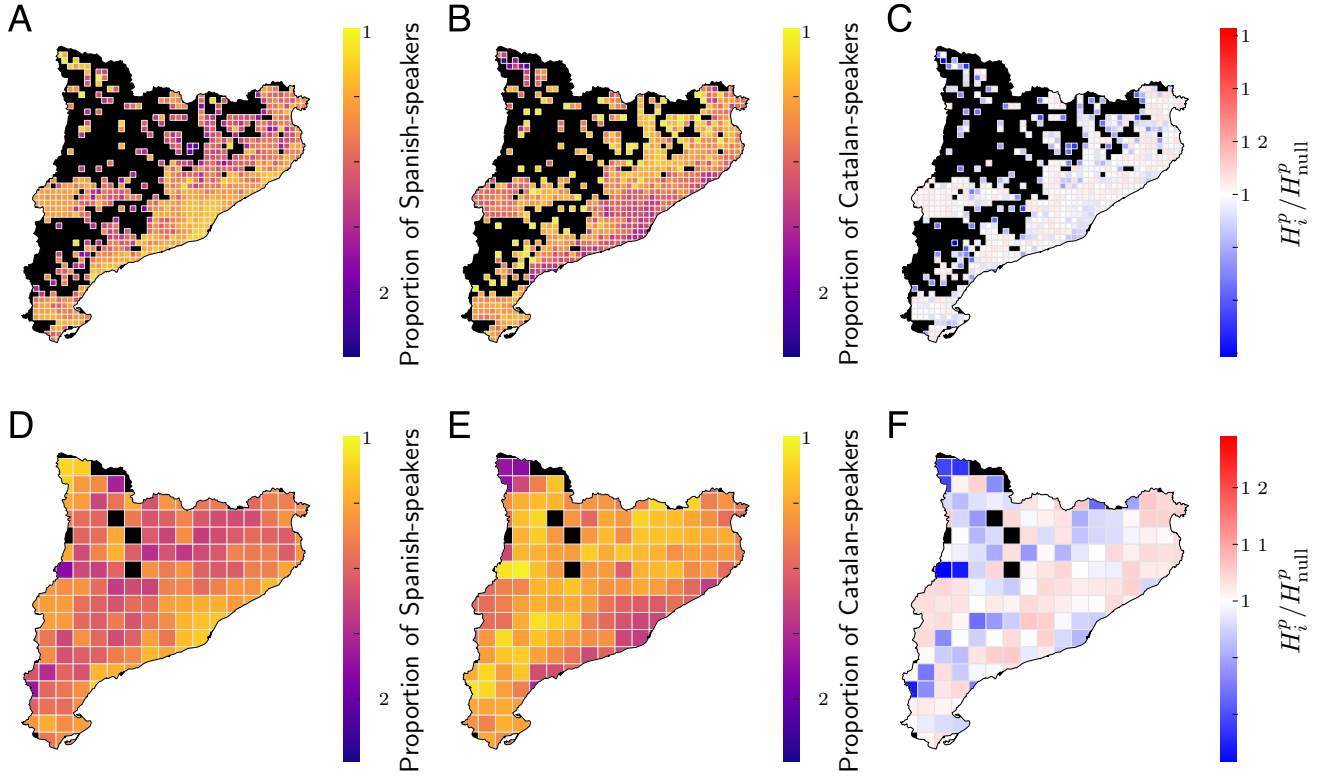 A
1
2
Proportion of Spanish-speakers
B
1
2
Proportion of Catalan-speakers
C
1
1
1 2
1
H_i^p / H_null^p
D
1
2
Proportion of Spanish-speakers
E
1
2
Proportion of Catalan-speakers
F
1 2
1 1
1
H_i^p / H_null^p